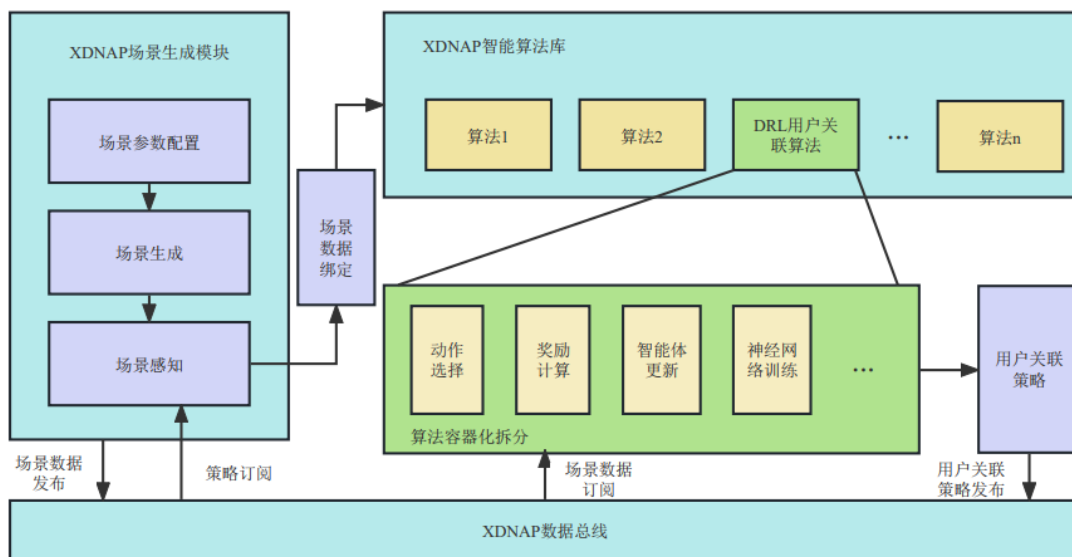 XDNAP场景生成模块
场景参数配置
场景生成
场景感知
场景
数据
绑定
XDNAP智能算法库
算法1
算法2
DRL用户关
联算法
...
算法n
动作
选择
奖励
计算
智能体
更新
神经网
络训练
...
算法容器化拆分
用户关联
策略
场景数据
发布
策略订阅
场景数据
订阅
用户关联
策略发布
XDNAP数据总线